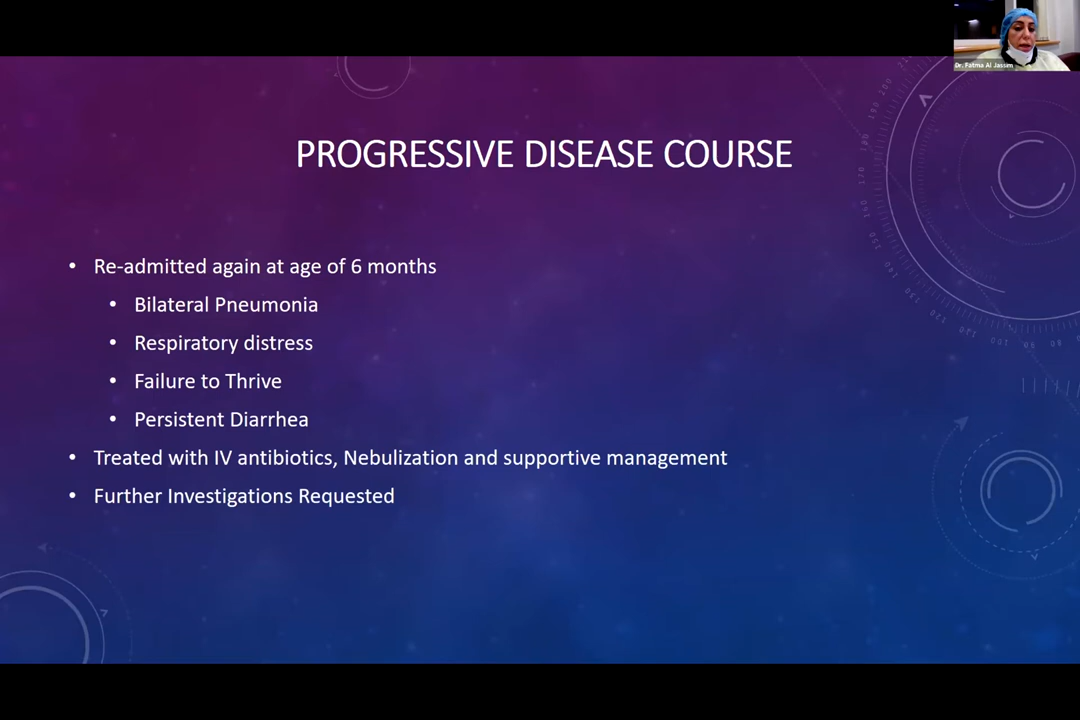 Dr. Fatma Al Jassim
PROGRESSIVE DISEASE COURSE
• Re-admitted again at age of 6 months
• Bilateral Pneumonia
• Respiratory distress
• Failure to Thrive
• Persistent Diarrhea
• Treated with IV antibiotics, Nebulization and supportive management
• Further Investigations Requested